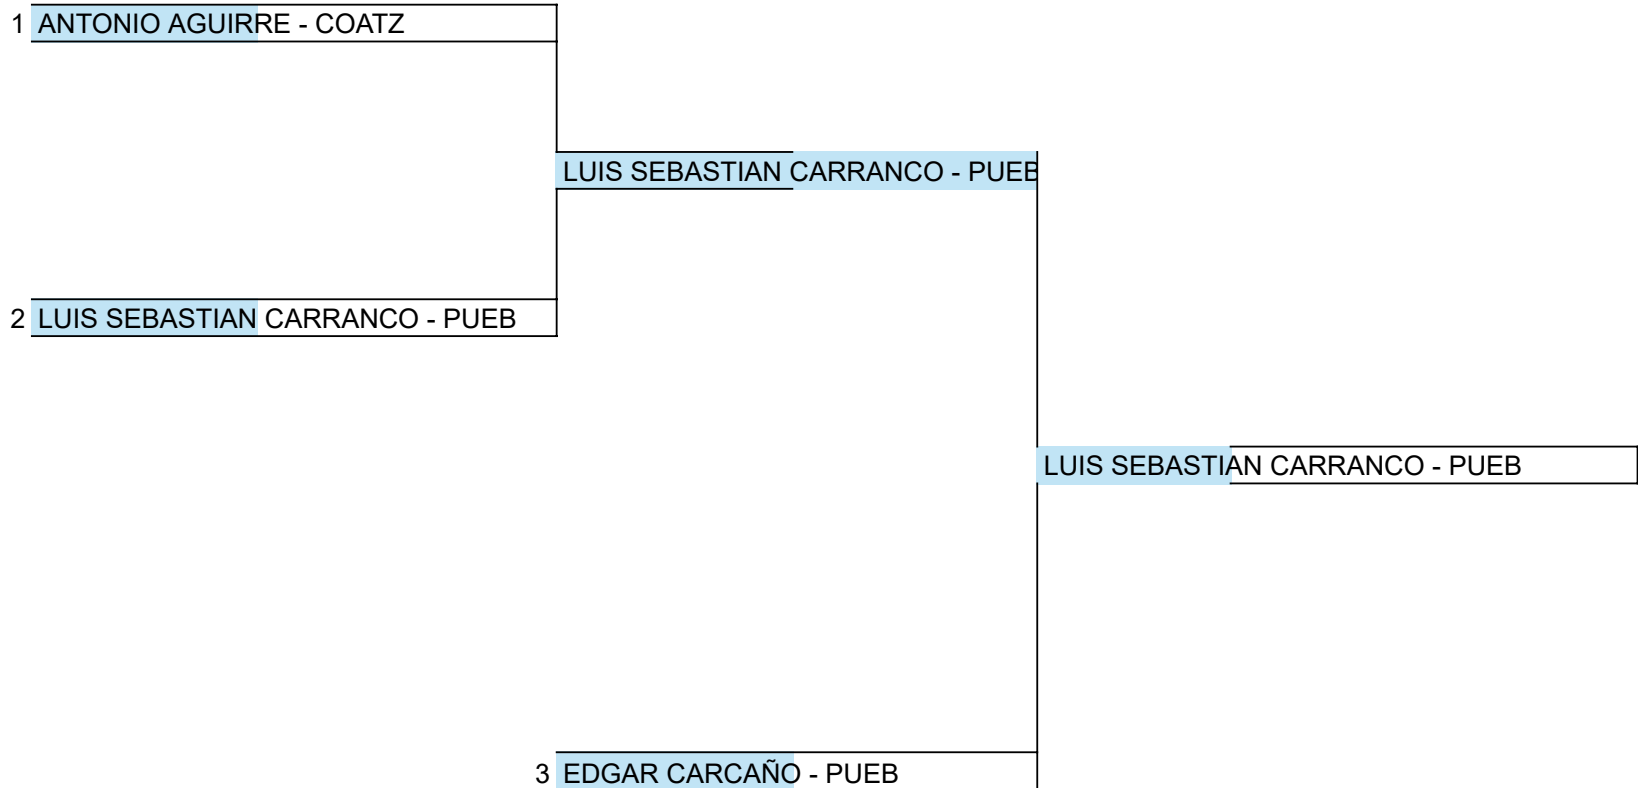 1 ANTONIO AGUIRRE - COATZ
LUIS SEBASTIAN CARRANCO - PUEB
2 LUIS SEBASTIAN CARRANCO - PUEB
LUIS SEBASTIAN CARRANCO - PUEB
3 EDGAR CARCAÑO - PUEB